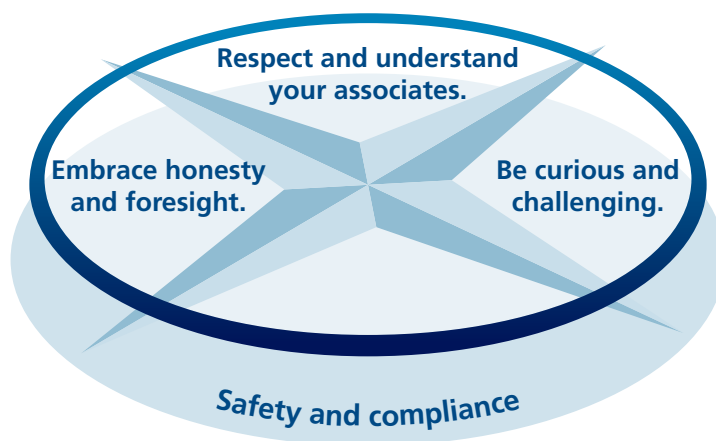 Respect and understand
your associates.
Embrace honesty
and foresight.
Be curious and
challenging.
Safety and compliance